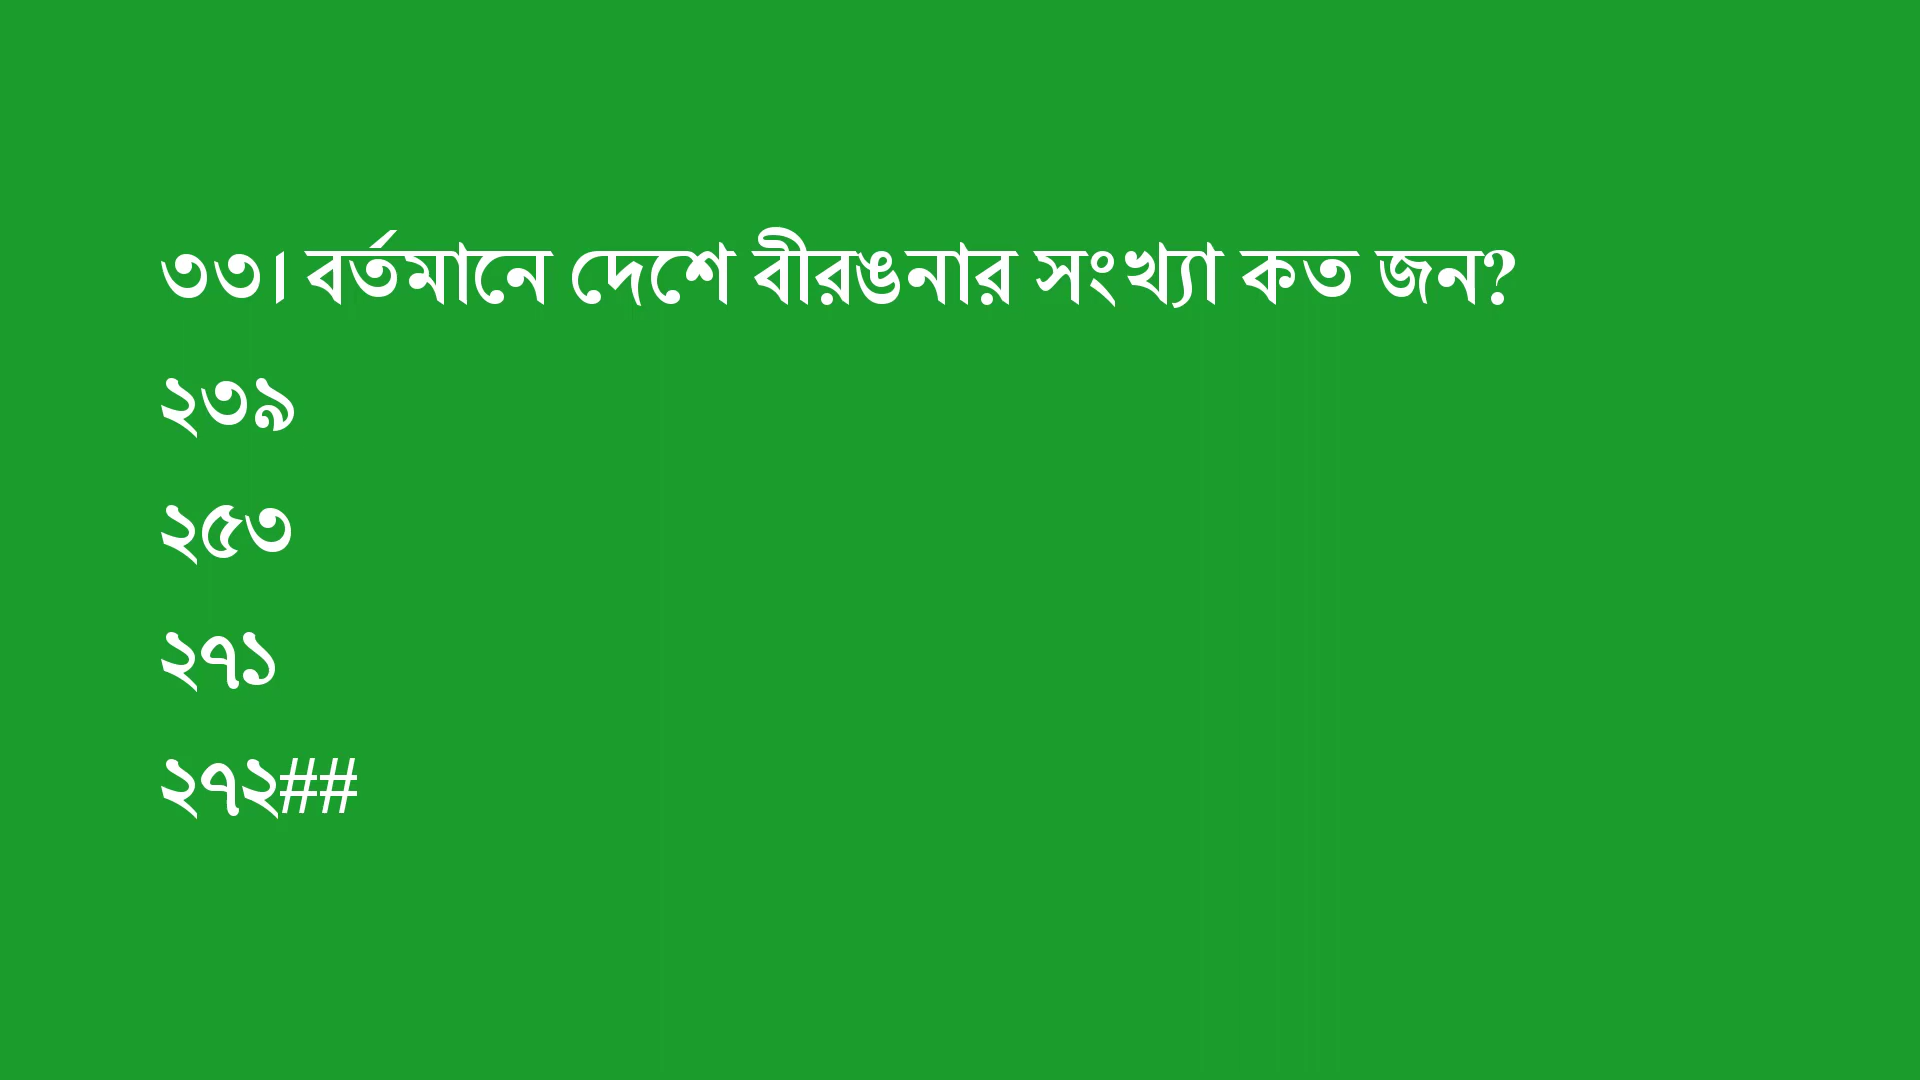 ৩৩। বর্তমানে দেশে বীরঙনার সংখ্যা কত জন?
২৩৯
২৫৩
২৭১
২৭২##